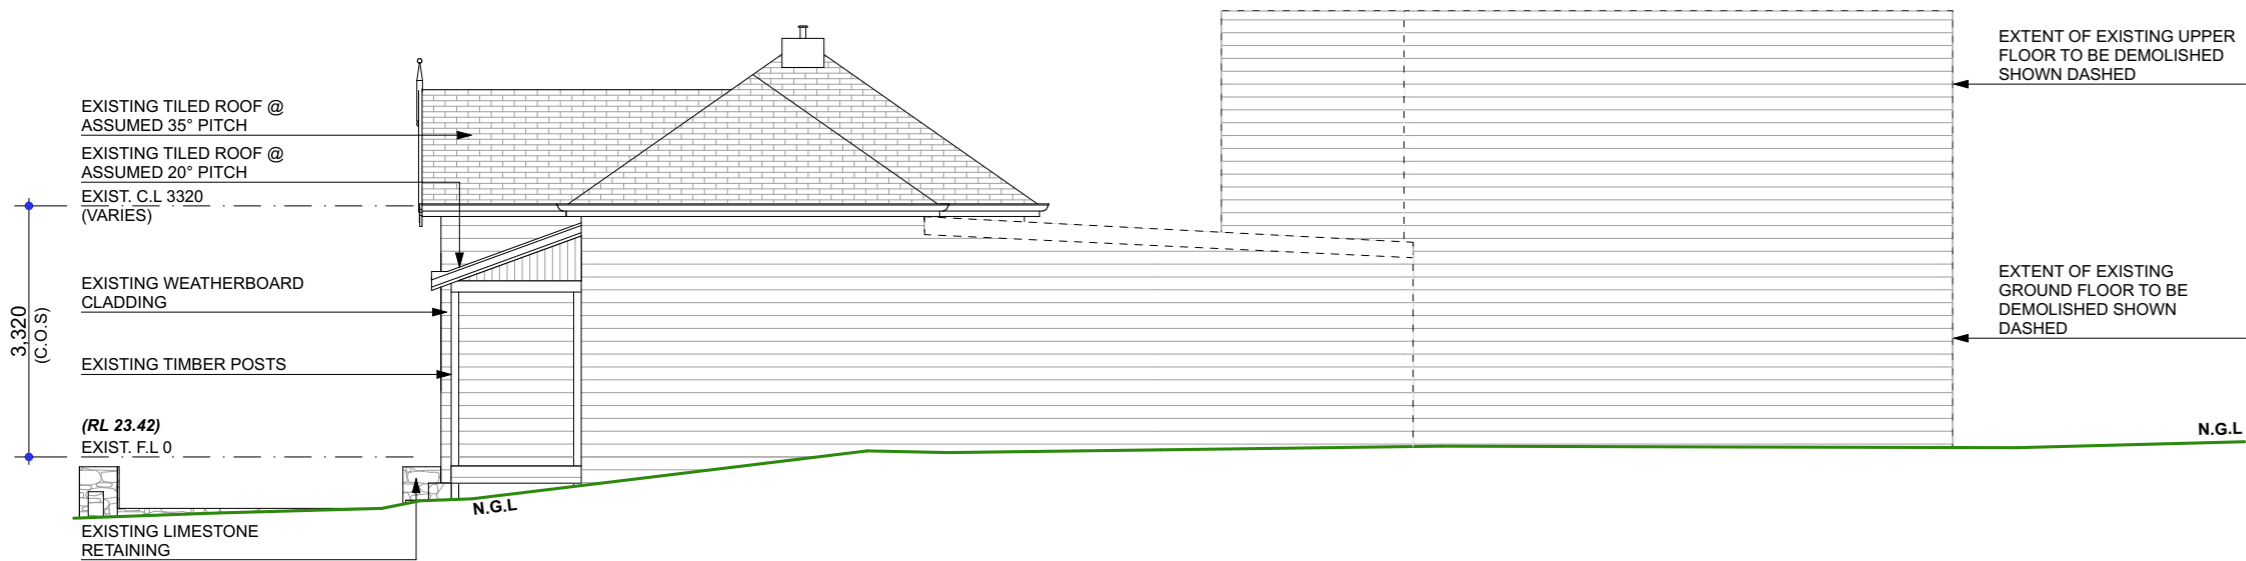 EXISTING TILED ROOF @
ASSUMED 35° PITCH
EXISTING TILED ROOF @
ASSUMED 20° PITCH
EXIST. C.L 3320
(VARIES)
EXISTING WEATHERBOARD
CLADDING
3,320
(C.O.S)
EXISTING TIMBER POSTS
(RL 23.42)
EXIST. F.L 0
EXISTING LIMESTONE
RETAINING
N.G.L
EXTENT OF EXISTING UPPER
FLOOR TO BE DEMOLISHED
SHOWN DASHED
EXTENT OF EXISTING
GROUND FLOOR TO BE
DEMOLISHED SHOWN
DASHED
N.G.L